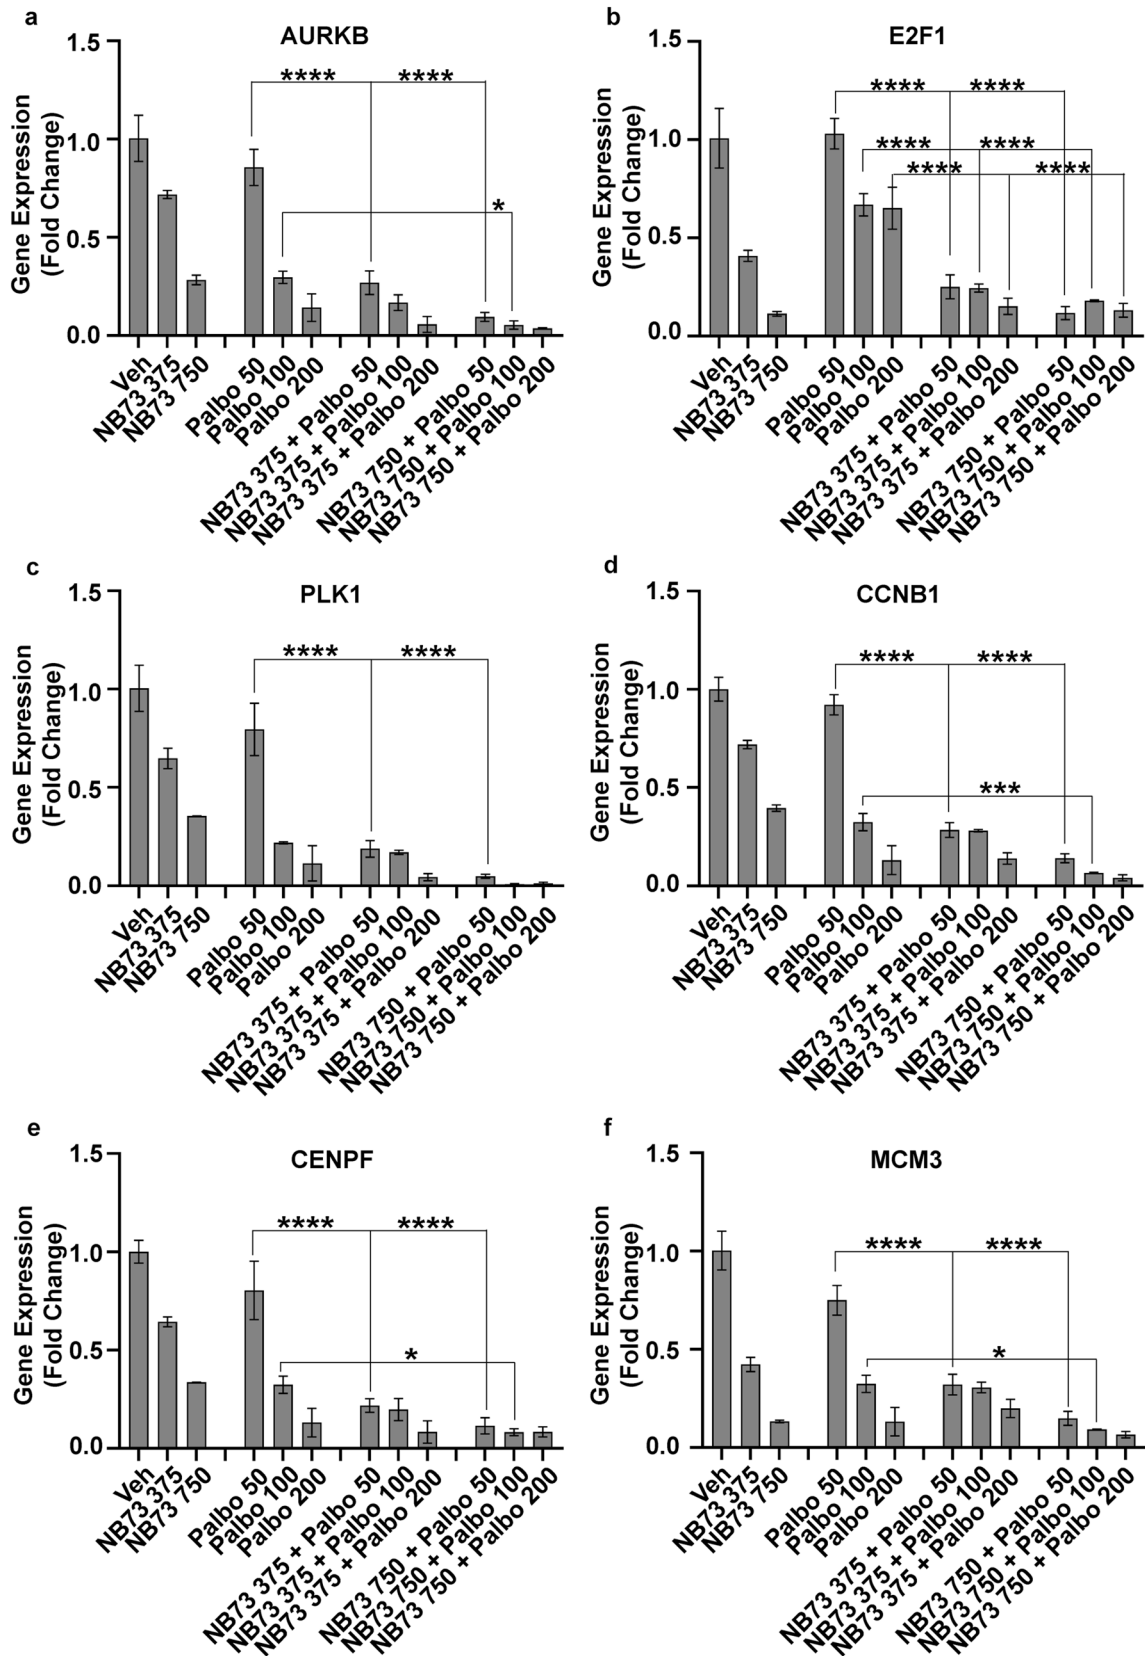 a
AURKB
Gene Expression
(Fold Change)
1.5
1.0
0.5
0.0
**** ****
*
Veh
NB73 375
NB73 750
Palbo 50
Palbo 100
Palbo 200
NB73 375 + Palbo 50
NB73 375 + Palbo 100
NB73 375 + Palbo 200
NB73 750 + Palbo 50
NB73 750 + Palbo 100
NB73 750 + Palbo 200
b
E2F1
Gene Expression
(Fold Change)
1.5
1.0
0.5
0.0
**** ****
**** ****
**** ****
Veh
NB73 375
NB73 750
Palbo 50
Palbo 100
Palbo 200
NB73 375 + Palbo 50
NB73 375 + Palbo 100
NB73 375 + Palbo 200
NB73 750 + Palbo 50
NB73 750 + Palbo 100
NB73 750 + Palbo 200
c
PLK1
Gene Expression
(Fold Change)
1.5
1.0
0.5
0.0
**** ****
Veh
NB73 375
NB73 750
Palbo 50
Palbo 100
Palbo 200
NB73 375 + Palbo 50
NB73 375 + Palbo 100
NB73 375 + Palbo 200
NB73 750 + Palbo 50
NB73 750 + Palbo 100
NB73 750 + Palbo 200
d
CCNB1
Gene Expression
(Fold Change)
1.5
1.0
0.5
0.0
**** ****
***
Veh
NB73 375
NB73 750
Palbo 50
Palbo 100
Palbo 200
NB73 375 + Palbo 50
NB73 375 + Palbo 100
NB73 375 + Palbo 200
NB73 750 + Palbo 50
NB73 750 + Palbo 100
NB73 750 + Palbo 200
e
CENPF
Gene Expression
(Fold Change)
1.5
1.0
0.5
0.0
**** ****
*
Veh
NB73 375
NB73 750
Palbo 50
Palbo 100
Palbo 200
NB73 375 + Palbo 50
NB73 375 + Palbo 100
NB73 375 + Palbo 200
NB73 750 + Palbo 50
NB73 750 + Palbo 100
NB73 750 + Palbo 200
f
MCM3
Gene Expression
(Fold Change)
1.5
1.0
0.5
0.0
**** ****
*
Veh
NB73 375
NB73 750
Palbo 50
Palbo 100
Palbo 200
NB73 375 + Palbo 50
NB73 375 + Palbo 100
NB73 375 + Palbo 200
NB73 750 + Palbo 50
NB73 750 + Palbo 100
NB73 750 + Palbo 200